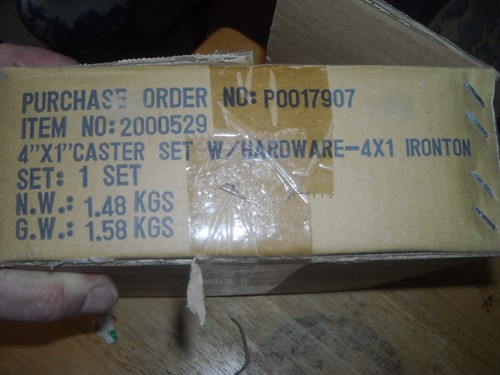 PURCHASE ORDER NO: P0017907
ITEM NO: 2000529
4"X1" CASTER SET W/HARDWARE-4X1 IRONTON
SET: 1 SET
N.W.: 1.48 KGS
G.W.: 1.58 KGS